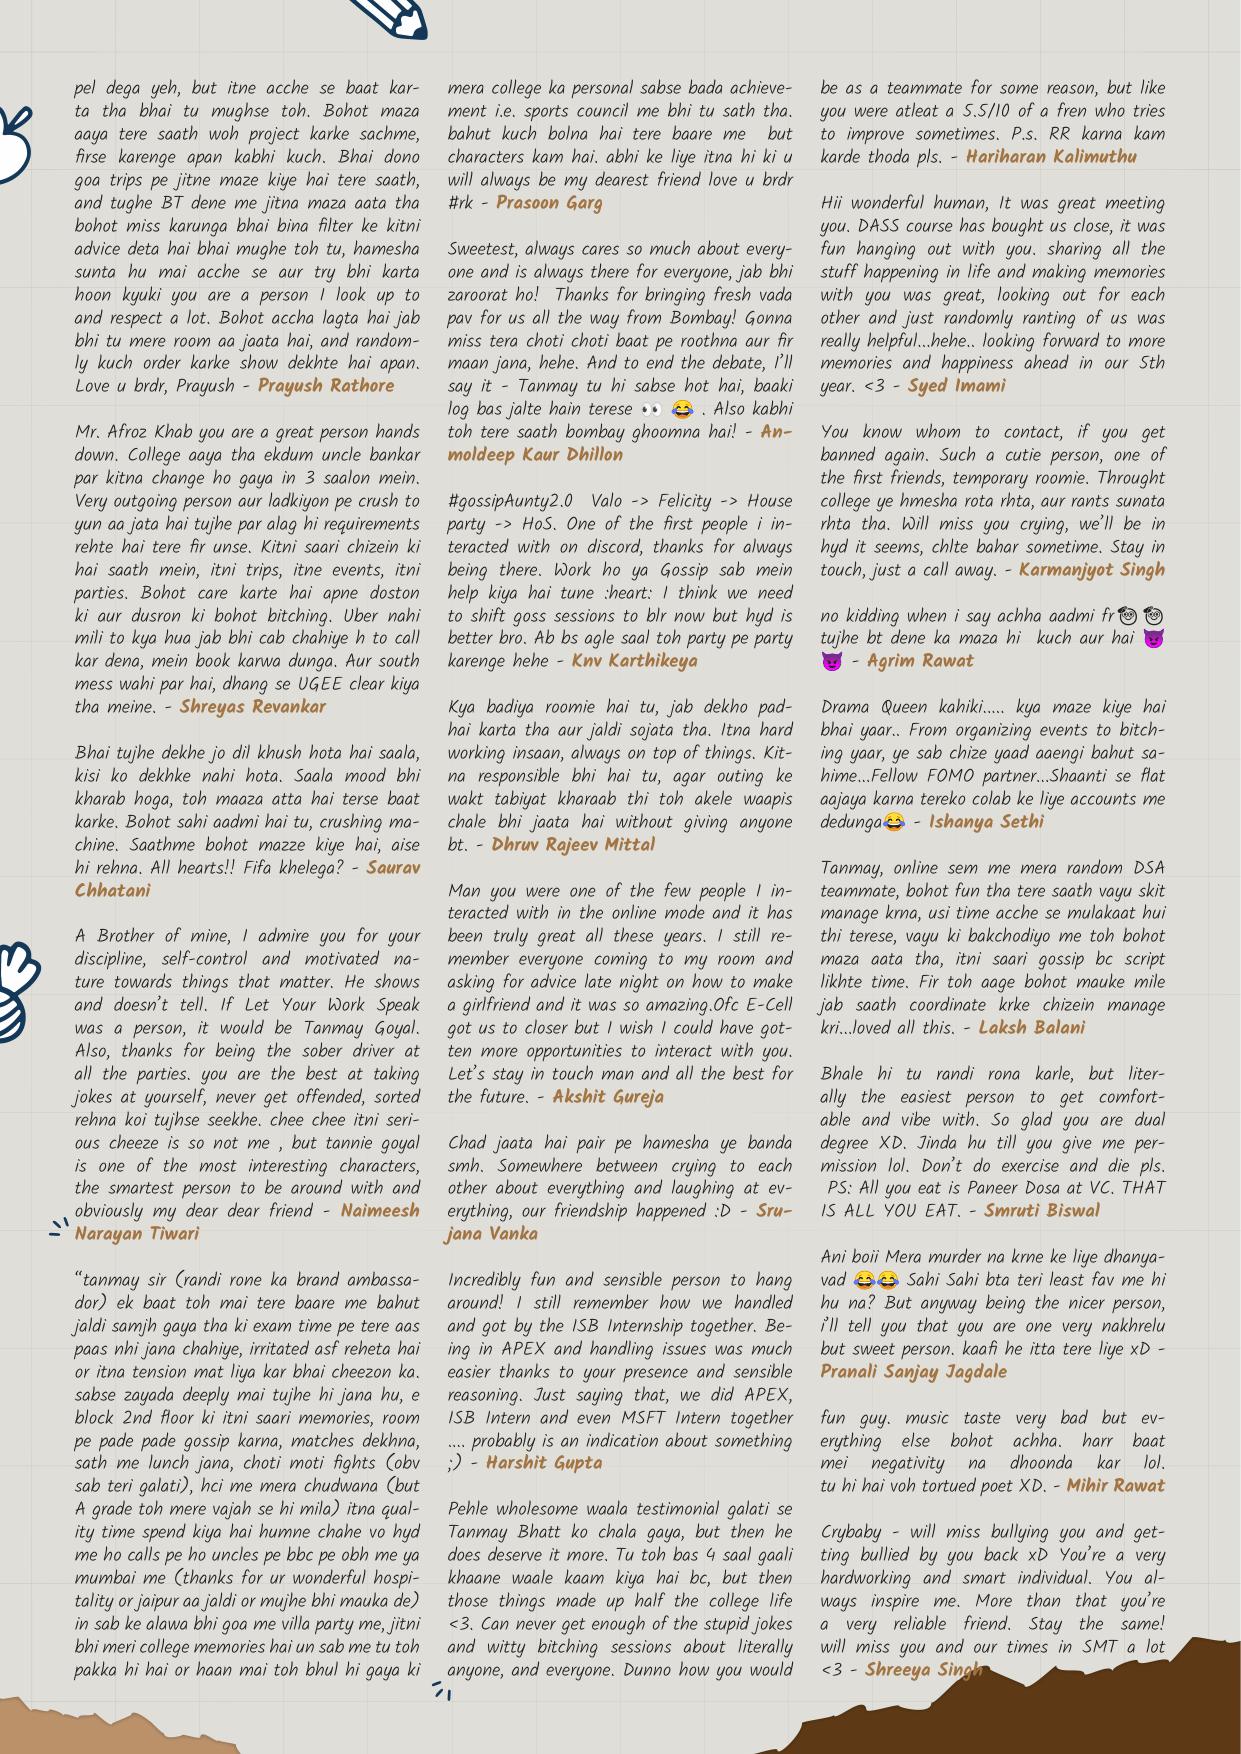 pel dega yeh, but itne acche se baat kar-
ta tha bhai tu mughse toh. Bohot maza
aaya tere saath woh project karke sachme,
firse karenge apan kabhi kuch. Bhai dono
goa trips pe jitne maze kiye hai tere saath,
and tughe BT dene me jitna maza aata tha
bohot miss karunga bhai bina filter ke kitni
advice deta hai bhai mughe toh tu, hamesha
sunta hu mai acche se aur try bhi karta
hoon kyuki you are a person I look up to
and respect a lot. Bohot accha lagta hai jab
bhi tu mere room aa jaata hai, and random-
ly kuch order karke show dekhte hai apan.
Love u brdr, Prayush - Prayush Rathore
Mr. Afroz Khab you are a great person hands
down. College aaya tha ekdum uncle bankar
par kitna change ho gaya in 3 saalon mein.
Very outgoing person aur ladkiyon pe crush to
yun aa jata hai tujhe par alag hi requirements
rehte hai tere fir unse. Kitni saari chizein ki
hai saath mein, itni trips, itne events, itni
parties. Bohot care karte hai apne doston
ki aur dusron ki bohot bitching. Uber nahi
mili to kya hua jab bhi cab chahiye h to call
kar dena, mein book karwa dunga. Aur south
mess wahi par hai, dhang se UGEE clear kiya
tha meine. - Shreyas Revankar
Bhai tujhe dekhe jo dil khush hota hai saala,
kisi ko dekhke nahi hota. Saala mood bhi
kharab hoga, toh maaza atta hai terse baat
karke. Bohot sahi aadmi hai tu, crushing ma-
chine. Saathme bohot mazze kiye hai, aise
hi rehna. All hearts!! Fifa khelega? - Saurav
Chhatani
A Brother of mine, I admire you for your
discipline, self-control and motivated na-
ture towards things that matter. He shows
and doesn't tell. If Let Your Work Speak
was a person, it would be Tanmay Goyal.
Also, thanks for being the sober driver at
all the parties. you are the best at taking
jokes at yourself, never get offended, sorted
rehna koi tujhse seekhe. chee chee itni seri-
ous cheeze is so not me , but tannie goyal
is one of the most interesting characters,
the smartest person to be around with and
obviously my dear dear friend - Naimeesh
Narayan Tiwari
"tanmay sir (randi rone ka brand ambassa-
dor) ek baat toh mai tere baare me bahut
jaldi samjh gaya tha ki exam time pe tere aas
paas nhi jana chahiye, irritated asf reheta hai
or itna tension mat liya kar bhai cheezon ka.
sabse zayada deeply mai tujhe hi jana hu, e
block 2nd floor ki itni saari memories, room
pe pade pade gossip karna, matches dekhna,
sath me lunch jana, choti moti fights (obv
sab teri galati), hci me mera chudwana (but
A grade toh mere vajah se hi mila) itna qual-
ity time spend kiya hai humne chahe vo hyd
me ho calls pe ho uncles pe bbc pe obh me ya
mumbai me (thanks for ur wonderful hospi-
tality or jaipur aa jaldi or mujhe bhi mauka de)
in sab ke alawa bhi goa me villa party me, jitni
bhi meri college memories hai un sab me tu toh
pakka hi hai or haan mai toh bhul hi gaya ki
mera college ka personal sabse bada achieve-
ment i.e. sports council me bhi tu sath tha.
bahut kuch bolna hai tere baare me but
characters kam hai. abhi ke liye itna hi ki u
will always be my dearest friend love u brdr
#rk - Prasoon Garg
Sweetest, always cares so much about every-
one and is always there for everyone, jab bhi
zaroorat ho! Thanks for bringing fresh vada
pav for us all the way from Bombay! Gonna
miss tera choti choti baat pe roothna aur fir
maan jana, hehe. And to end the debate, I'll
say it - Tanmay tu hi sabse hot hai, baaki
log bas jalte hain terese 👀 😂 . Also kabhi
toh tere saath bombay ghoomna hai! - An-
moldeep Kaur Dhillon
#gossipAunty2.0 Valo -> Felicity -> House
party -> HoS. One of the first people i in-
teracted with on discord, thanks for always
being there. Work ho ya Gossip sab mein
help kiya hai tune :heart: I think we need
to shift goss sessions to blr now but hyd is
better bro. Ab bs agle saal toh party pe party
karenge hehe - Knv Karthikeya
Kya badiya roomie hai tu, jab dekho pad-
hai karta tha aur jaldi sojata tha. Itna hard
working insaan, always on top of things. Kit-
na responsible bhi hai tu, agar outing ke
wakt tabiyat kharaab thi toh akele waapis
chale bhi jaata hai without giving anyone
bt. - Dhruv Rajeev Mittal
Man you were one of the few people I in-
teracted with in the online mode and it has
been truly great all these years. I still re-
member everyone coming to my room and
asking for advice late night on how to make
a girlfriend and it was so amazing.Ofc E-Cell
got us to closer but I wish I could have got-
ten more opportunities to interact with you.
Let's stay in touch man and all the best for
the future. - Akshit Gureja
Chad jaata hai pair pe hamesha ye banda
smh. Somewhere between crying to each
other about everything and laughing at ev-
erything, our friendship happened :D - Sru-
jana Vanka
Incredibly fun and sensible person to hang
around! I still remember how we handled
and got by the ISB Internship together. Be-
ing in APEX and handling issues was much
easier thanks to your presence and sensible
reasoning. Just saying that, we did APEX,
ISB Intern and even MSFT Intern together
.... probably is an indication about something
;) - Harshit Gupta
Pehle wholesome waala testimonial galati se
Tanmay Bhatt ko chala gaya, but then he
does deserve it more. Tu toh bas 4 saal gaali
khaane waale kaam kiya hai bc, but then
those things made up half the college life
<3. Can never get enough of the stupid jokes
and witty bitching sessions about literally
anyone, and everyone. Dunno how you would
be as a teammate for some reason, but like
you were atleat a 5.5/10 of a fren who tries
to improve sometimes. P.s. RR karna kam
karde thoda pls. - Hariharan Kalimuthu
Hii wonderful human, It was great meeting
you. DASS course has bought us close, it was
fun hanging out with you. sharing all the
stuff happening in life and making memories
with you was great, looking out for each
other and just randomly ranting of us was
really helpful...hehe.. looking forward to more
memories and happiness ahead in our 5th
year. <3 - Syed Imami
You know whom to contact, if you get
banned again. Such a cutie person, one of
the first friends, temporary roomie. Throught
college ye hmesha rota rhta, aur rants sunata
rhta tha. Will miss you crying, we'll be in
hyd it seems, chlte bahar sometime. Stay in
touch, just a call away. - Karmanjyot Singh
no kidding when i say achha aadmi fr
tujhe bt dene ka maza hi kuch aur hai 😈
😈 - Agrim Rawat
Drama Queen kahiki..... kya maze kiye hai
bhai yaar.. From organizing events to bitch-
ing yaar, ye sab chize yaad aaengi bahut sa-
hime...Fellow FOMO partner...Shaanti se flat
aajaya karna tereko colab ke liye accounts me
dedunga😂 - Ishanya Sethi
Tanmay, online sem me mera random DSA
teammate, bohot fun tha tere saath vayu skit
manage krna, usi time acche se mulakaat hui
thi terese, vayu ki bakchodiyo me toh bohot
maza aata tha, itni saari gossip bc script
likhte time. Fir toh aage bohot mauke mile
jab saath coordinate krke chizein manage
kri...loved all this. - Laksh Balani
Bhale hi tu randi rona karle, but liter-
ally the easiest person to get comfort-
able and vibe with. So glad you are dual
degree XD. Jinda hu till you give me per-
mission lol. Don't do exercise and die pls.
PS: All you eat is Paneer Dosa at VC. THAT
IS ALL YOU EAT. - Smruti Biswal
Ani boii Mera murder na krne ke liye dhanya-
vad 😂😂 Sahi Sahi bta teri least fav me hi
hu na? But anyway being the nicer person,
i'll tell you that you are one very nakhrelu
but sweet person. kaafi he itta tere liye xD -
Pranali Sanjay Jagdale
fun guy. music taste very bad but ev-
erything else bohot achha. harr baat
mei negativity na dhoonda kar lol.
tu hi hai voh tortued poet XD. - Mihir Rawat
Crybaby - will miss bullying you and get-
ting bullied by you back xD You're a very
hardworking and smart individual. You al-
ways inspire me. More than that you're
a very reliable friend. Stay the same!
will miss you and our times in SMT a lot
<3 - Shreeya Singh